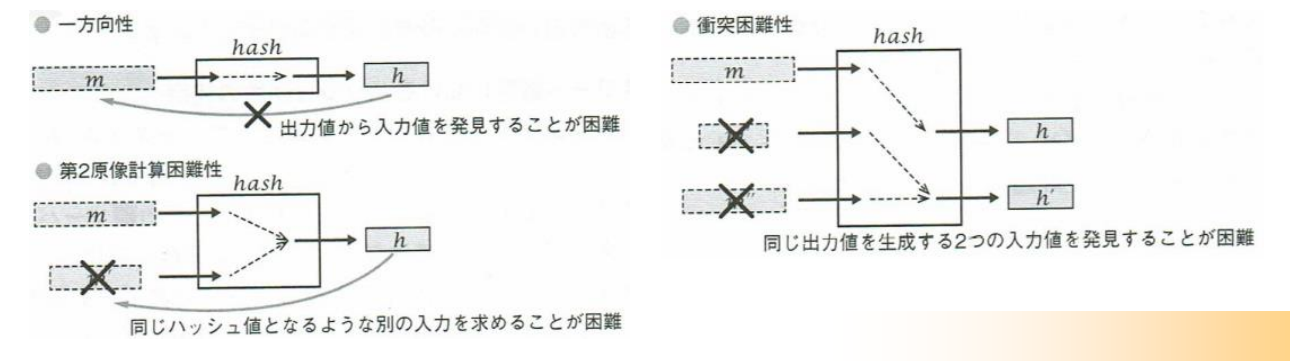 一方向性
hash
m
h
出力値から入力値を発見することが困難
第2原像計算困難性
hash
m
h
同じハッシュ値となるような別の入力を求めることが困難
衝突困難性
hash
m
h
h′
同じ出力値を生成する2つの入力値を発見することが困難